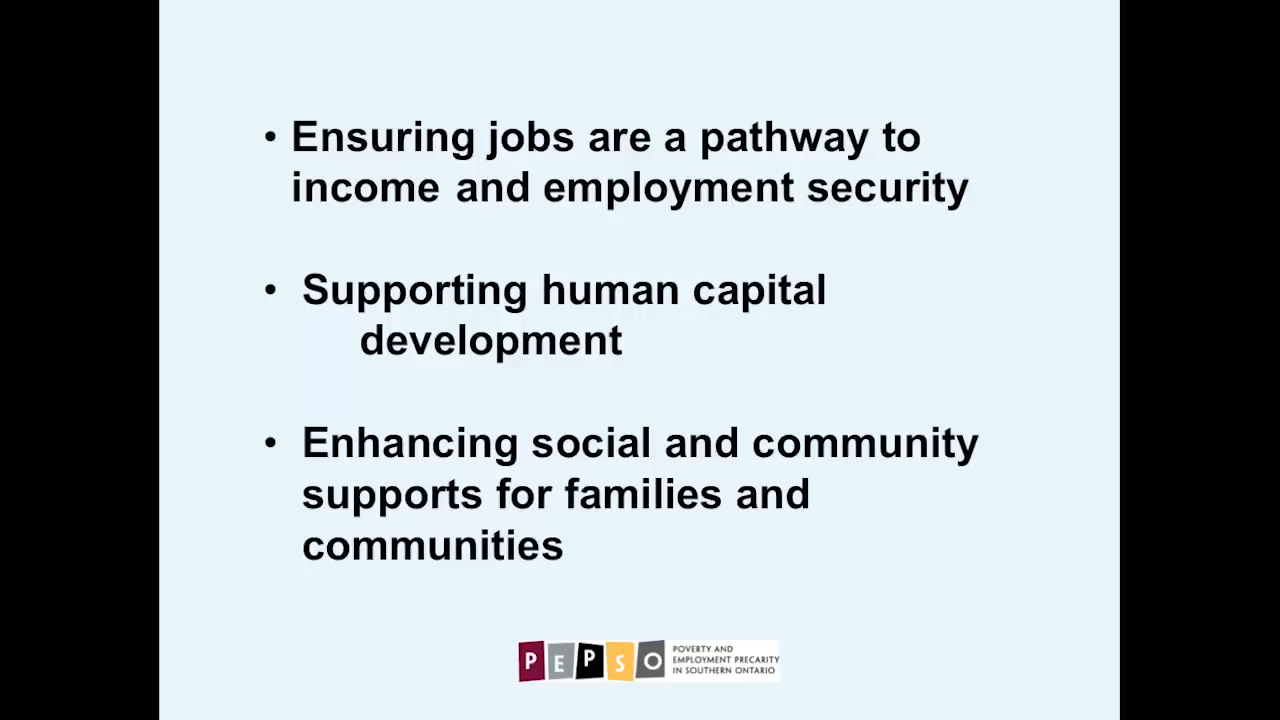 • Ensuring jobs are a pathway to
income and employment security
• Supporting human capital
development
• Enhancing social and community
supports for families and
communities
PEPSO
POVERTY AND
EMPLOYMENT PRECARITY
IN SOUTHERN ONTARIO